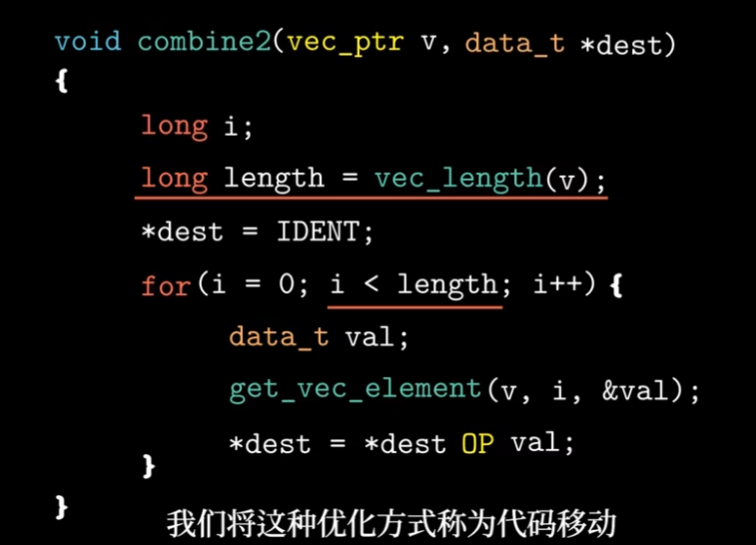 void combine2(vec_ptr v, data_t *dest)
{
long i;
long length = vec_length(v);
*dest = IDENT;
for(i = 0; i < length; i++) {
data_t val;
get_vec_element(v, i, &val);
*dest = *dest OP val;
}
}
我们将这种优化方式称为代码移动